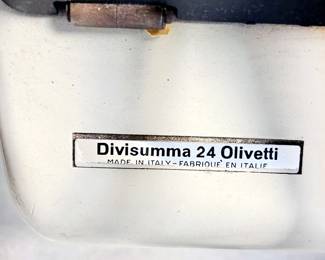 Divisumma 24 Olivetti
MADE IN ITALY - FABRIQUÉ EN ITALIE